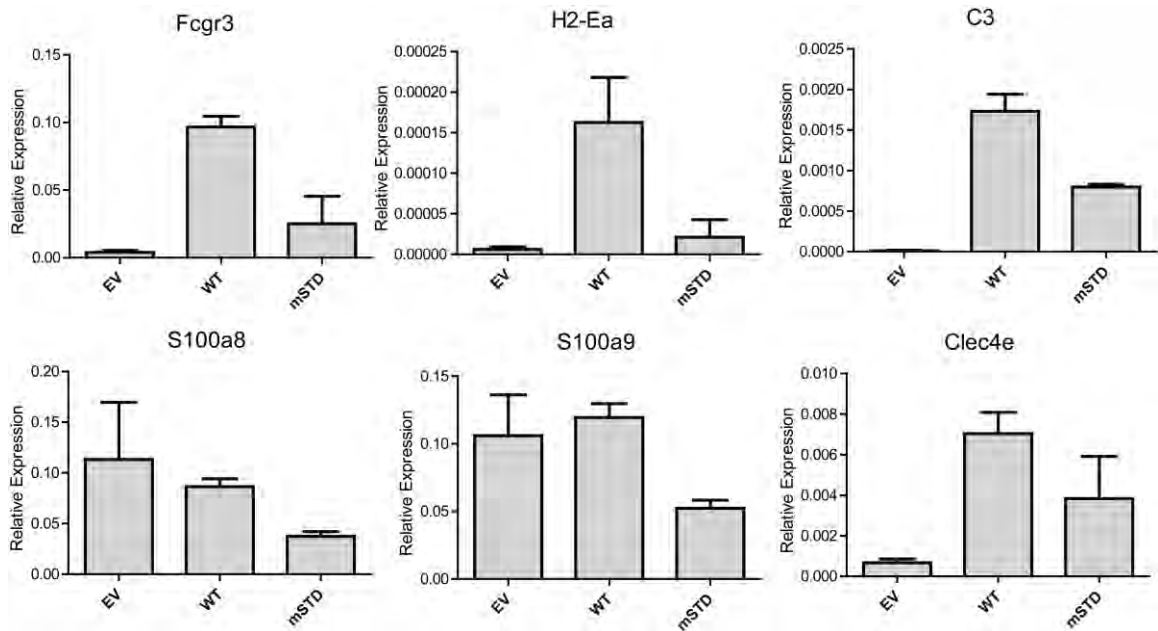 Fcgr3
Relative Expression
0.15
0.10
0.05
0.00
EV
WT
mSTD
H2-Ea
Relative Expression
0.00025
0.00020
0.00015
0.00010
0.00005
0.00000
EV
WT
mSTD
C3
Relative Expression
0.0025
0.0020
0.0015
0.0010
0.0005
0.0000
EV
WT
mSTD
S100a8
Relative Expression
0.20
0.15
0.10
0.05
0.00
EV
WT
mSTD
S100a9
Relative Expression
0.15
0.10
0.05
0.00
EV
WT
mSTD
Clec4e
Relative Expression
0.010
0.008
0.006
0.004
0.002
0.000
EV
WT
mSTD